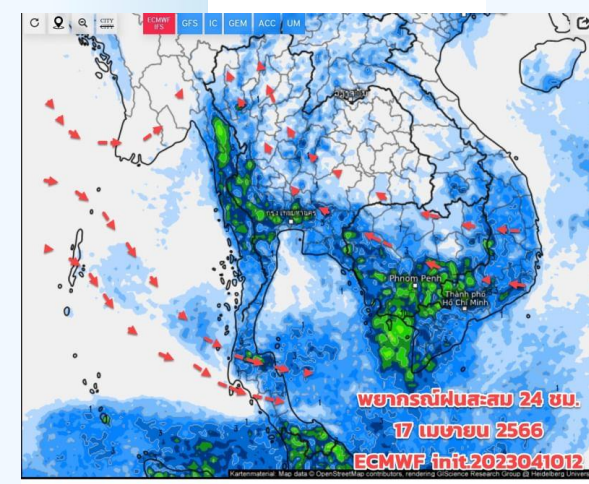 CITY
ECMWF IFS
GFS
IC
GEM
ACC
UM
กรุงเทพมหานคร
Phnom Penh
Thành phố
Hồ Chí Minh
พยากรณ์ฝนสะสม 24 ชม.
17 เมษายน 2566
ECMWF init.2023041012
Kartenmaterial Map data © OpenStreetMap contributors, rendering GIScience Research Group @ Heidelberg